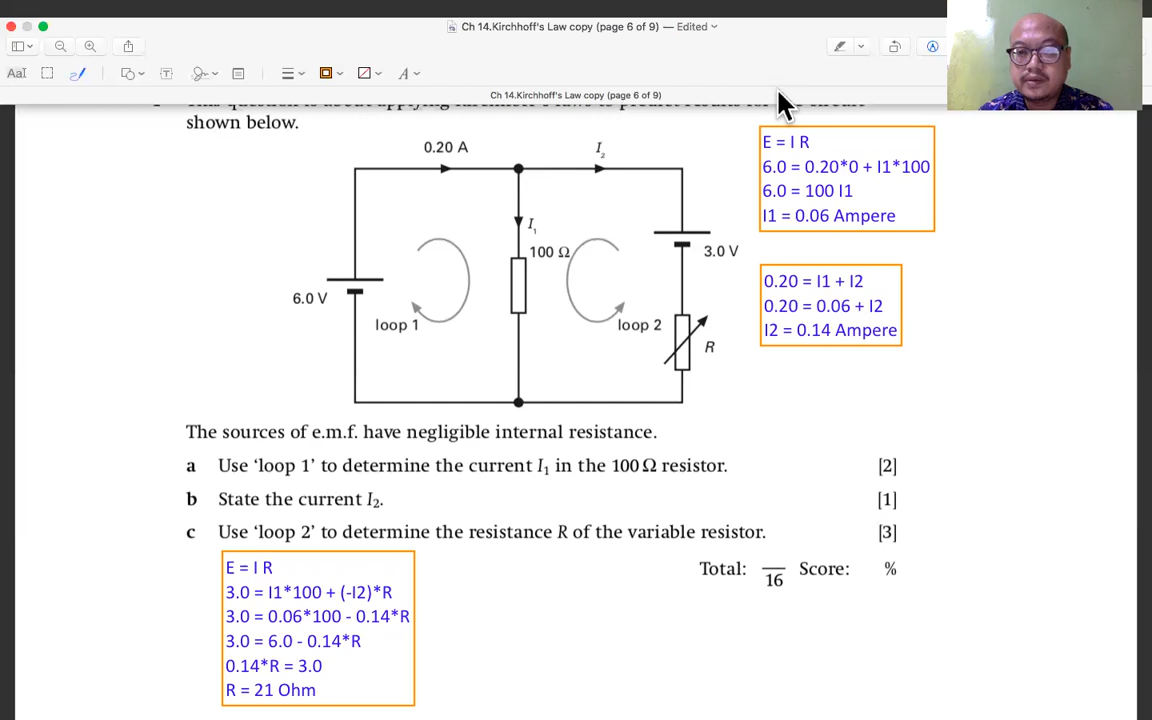 Ch 14.Kirchhoff's Law copy (page 6 of 9) — Edited
Ch 14.Kirchhoff's Law copy (page 6 of 9)
shown below.
0.20 A
I2
I1
100 Ω
3.0 V
6.0 V
loop 1
loop 2
R
E = I R
6.0 = 0.20*0 + I1*100
6.0 = 100 I1
I1 = 0.06 Ampere
0.20 = I1 + I2
0.20 = 0.06 + I2
I2 = 0.14 Ampere
The sources of e.m.f. have negligible internal resistance.
a Use ‘loop 1’ to determine the current I1 in the 100 Ω resistor. [2]
b State the current I2. [1]
c Use ‘loop 2’ to determine the resistance R of the variable resistor. [3]
Total: 16 Score: %
E = I R
3.0 = I1*100 + (-I2)*R
3.0 = 0.06*100 - 0.14*R
3.0 = 6.0 - 0.14*R
0.14*R = 3.0
R = 21 Ohm